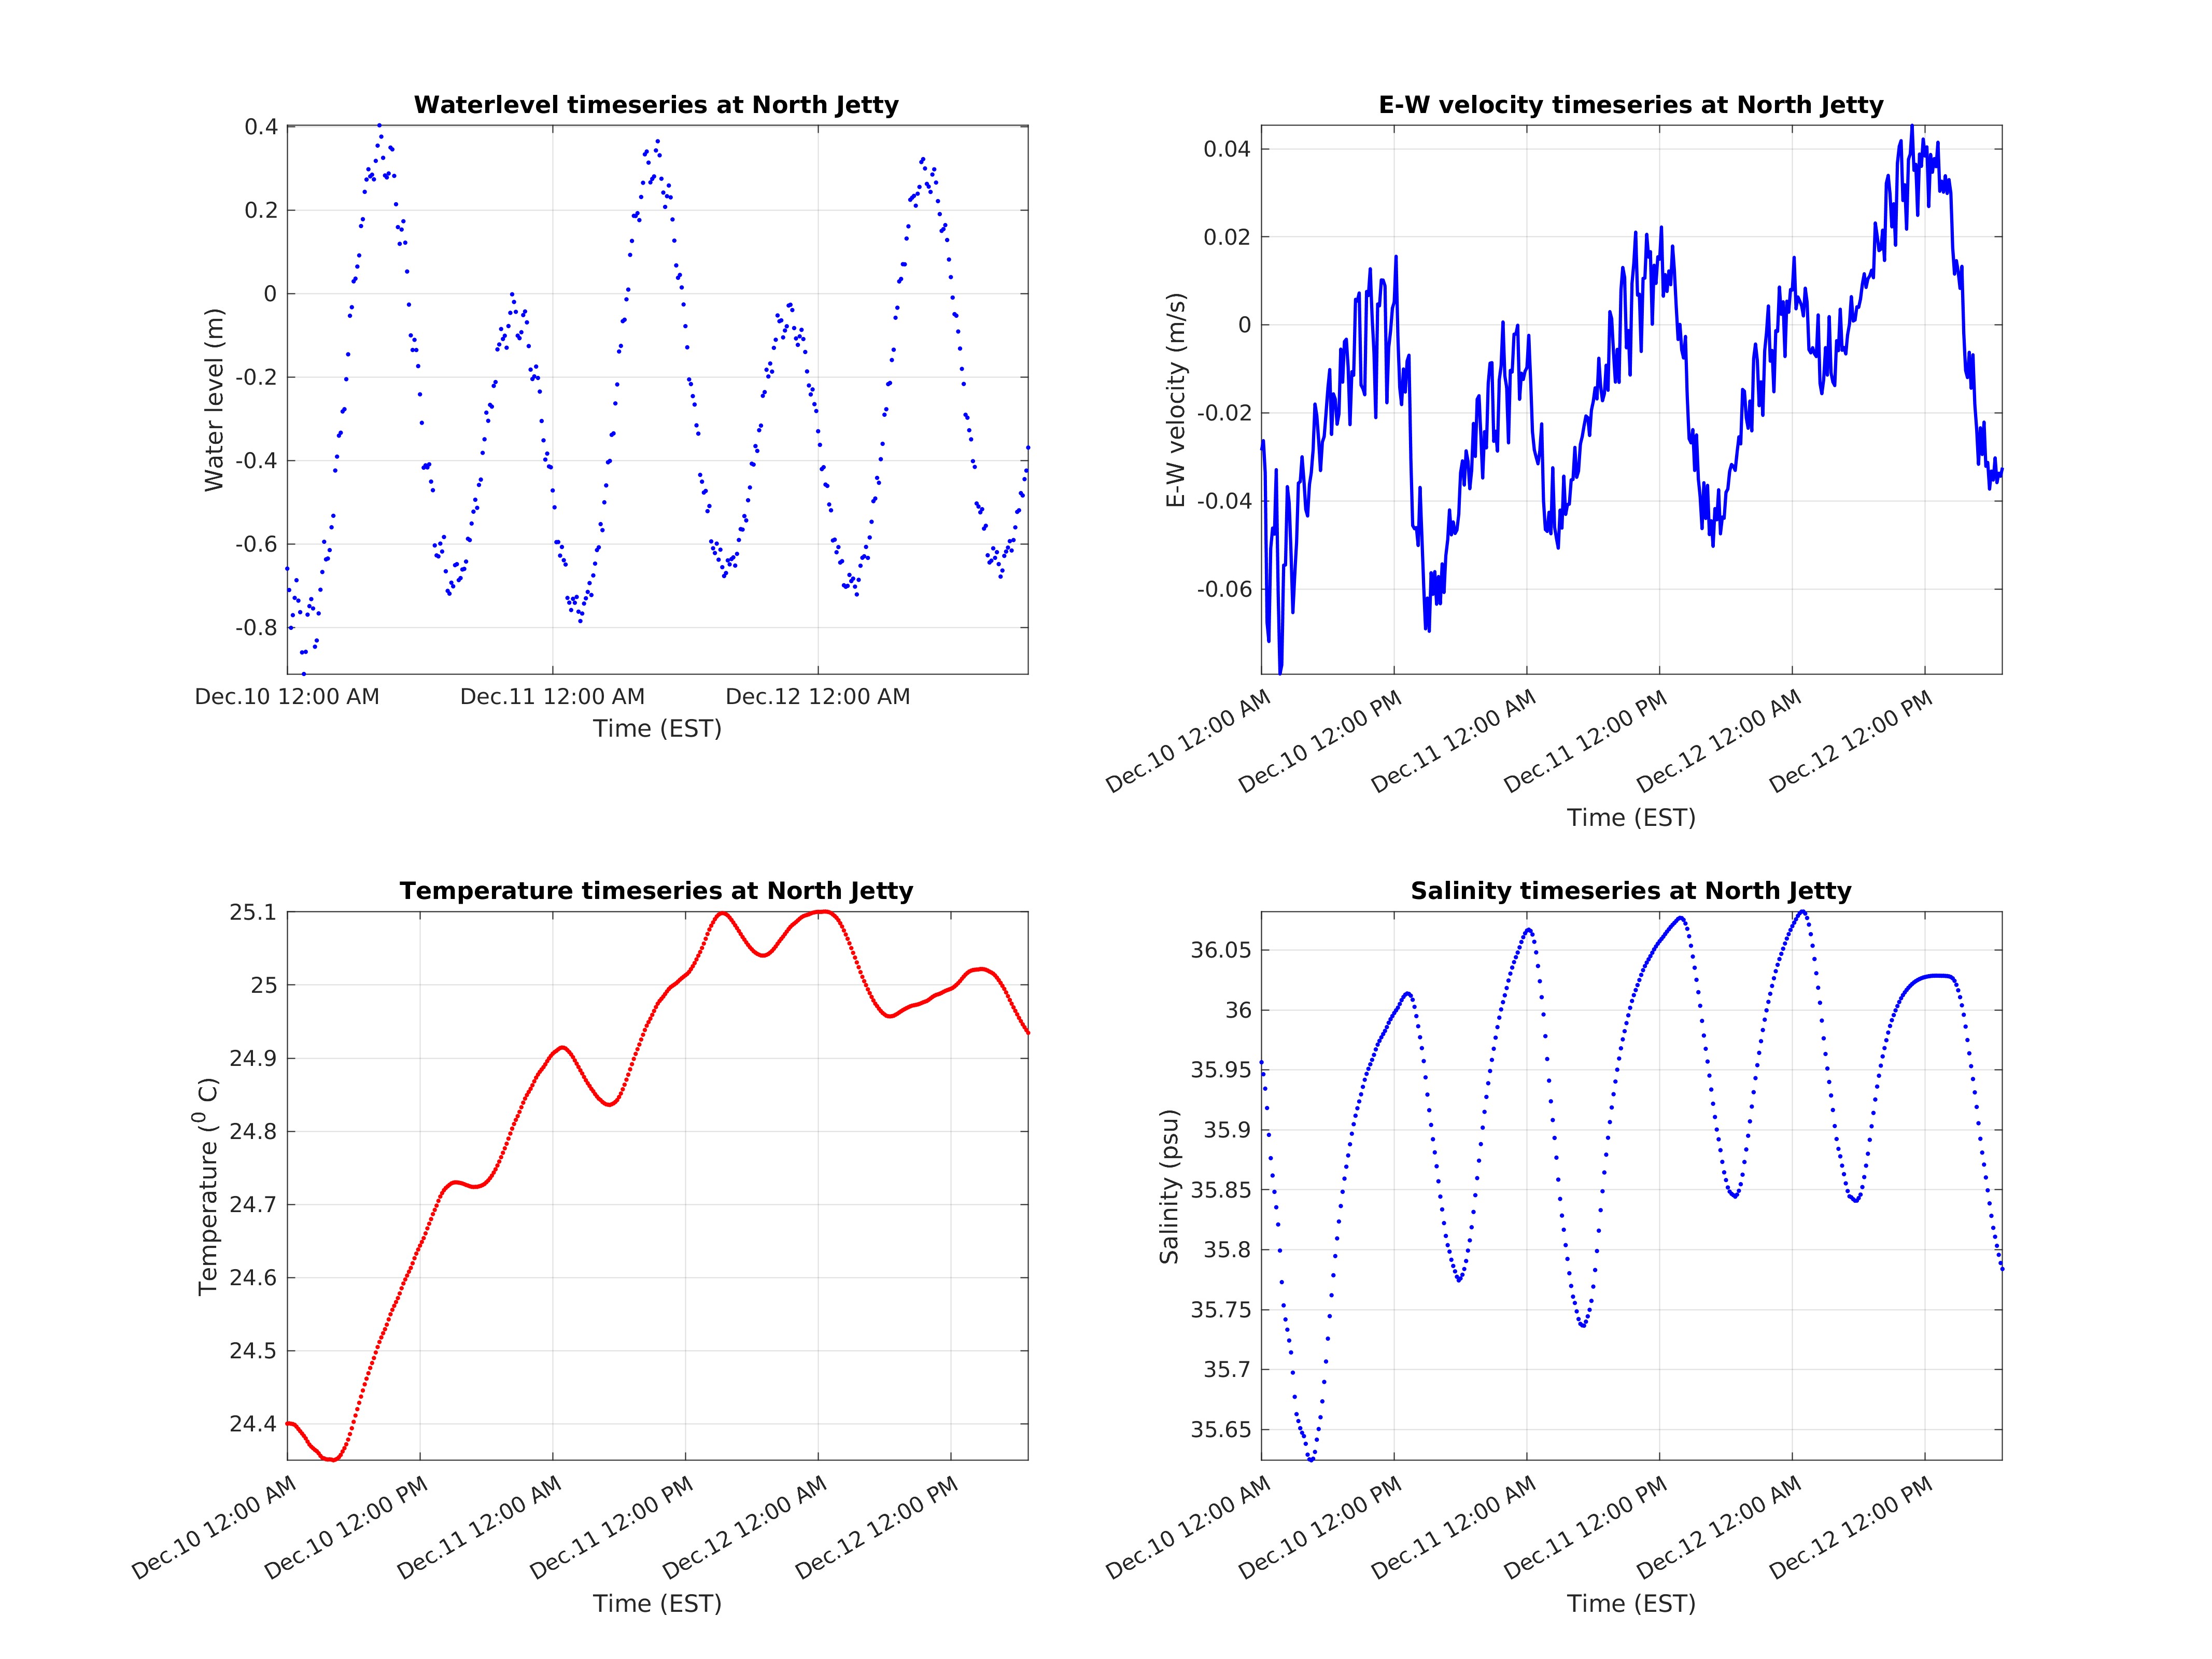 Waterlevel timeseries at North Jetty
0.4
0.2
0
-0.2
-0.4
-0.6
-0.8
Water level (m)
Dec.10 12:00 AM
Dec.11 12:00 AM
Dec.12 12:00 AM
Time (EST)
E-W velocity timeseries at North Jetty
0.04
0.02
0
-0.02
-0.04
-0.06
E-W velocity (m/s)
Dec.10 12:00 AM
Dec.10 12:00 PM
Dec.11 12:00 AM
Dec.11 12:00 PM
Dec.12 12:00 AM
Dec.12 12:00 PM
Time (EST)
Temperature timeseries at North Jetty
25.1
25
24.9
24.8
24.7
24.6
24.5
24.4
Temperature (⁰ C)
Dec.10 12:00 AM
Dec.10 12:00 PM
Dec.11 12:00 AM
Dec.11 12:00 PM
Dec.12 12:00 AM
Dec.12 12:00 PM
Time (EST)
Salinity timeseries at North Jetty
36.05
36
35.95
35.9
35.85
35.8
35.75
35.7
35.65
Salinity (psu)
Dec.10 12:00 AM
Dec.10 12:00 PM
Dec.11 12:00 AM
Dec.11 12:00 PM
Dec.12 12:00 AM
Dec.12 12:00 PM
Time (EST)